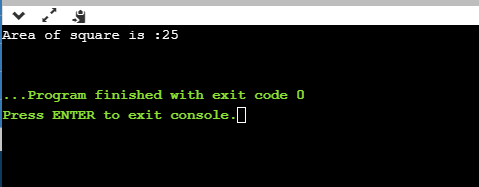 Area of square is :25
...Program finished with exit code 0
Press ENTER to exit console.